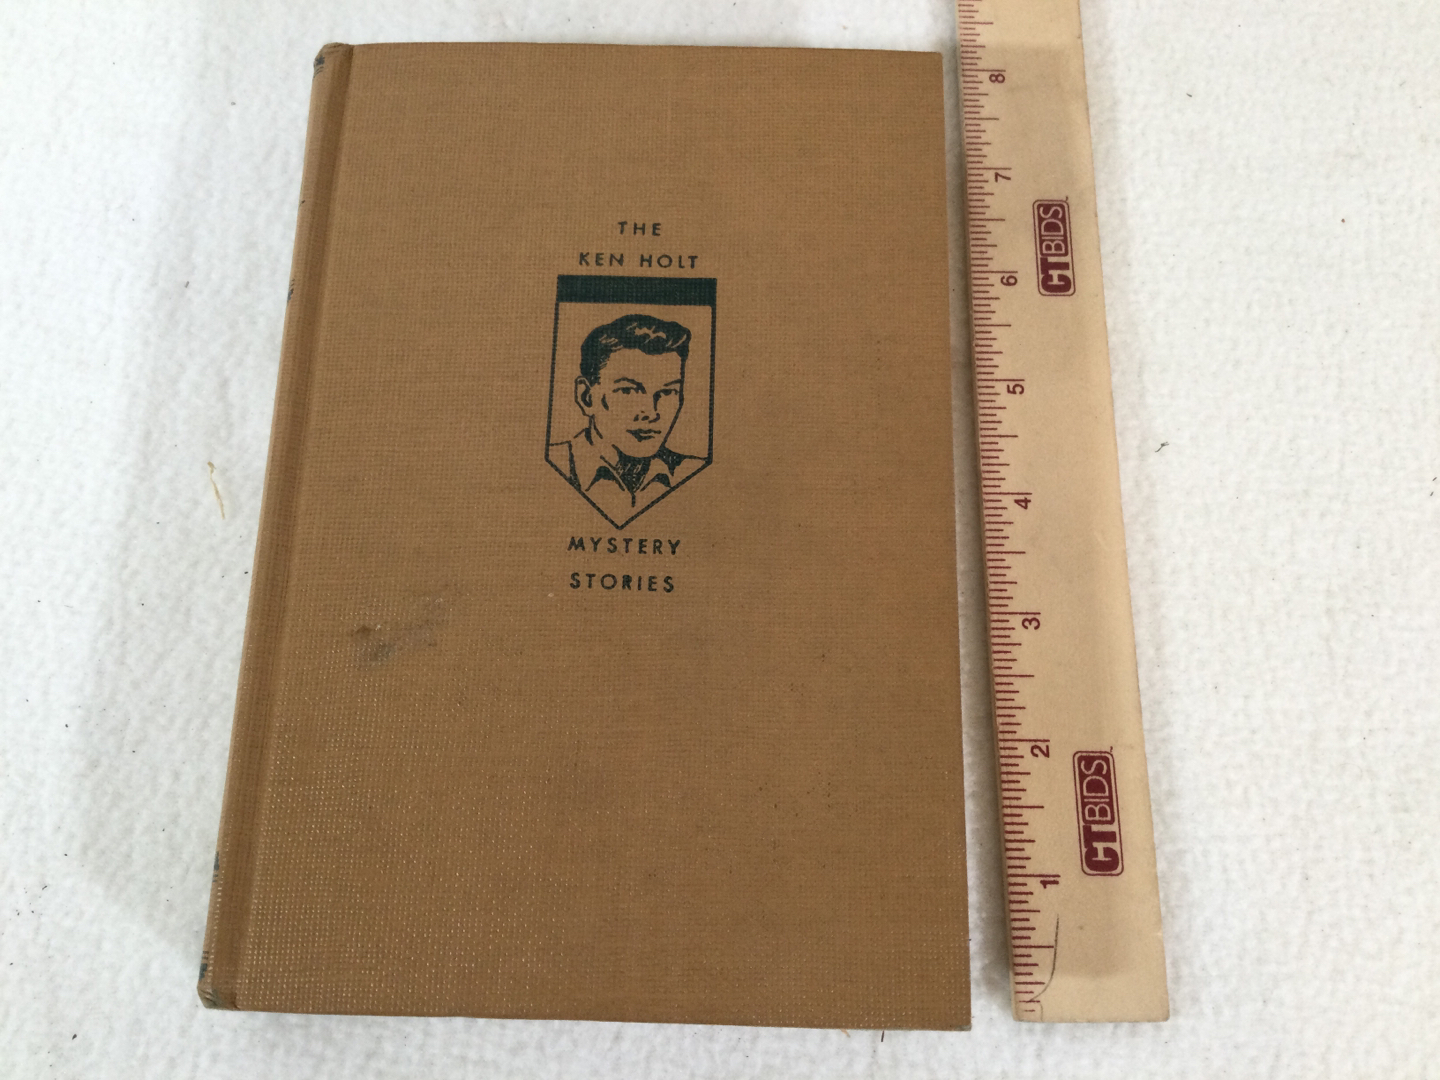 THE
KEN HOLT
MYSTERY
STORIES
8
7
6
5
4
3
2
1
CTBIDS
CTBIDS